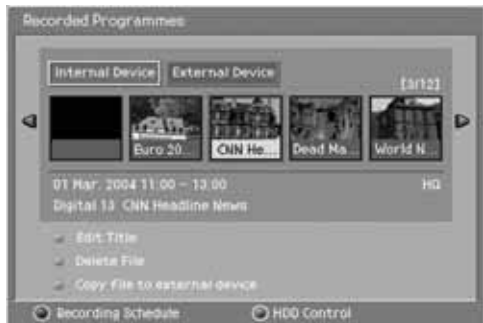 Recorded Programmes
Internal Device External Device
[3/12]
Euro 20... CNN He... Dead Ma... World N...
01 Mar. 2004 11:00 - 13:00 HQ
Digital 13 CNN Headline News
Edit Title
Delete File
Copy file to external device
Recording Schedule HDD Control